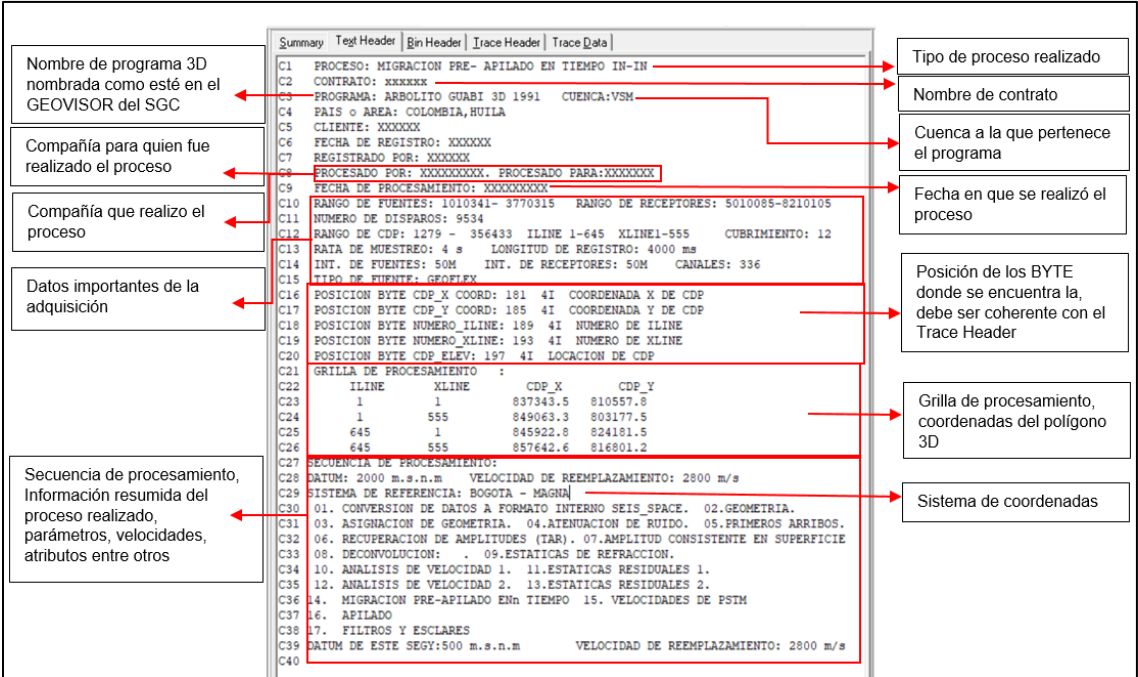 Summary Text Header Bin Header Trace Header Trace Data
Nombre de programa 3D
nombrada como esté en el
GEOVISOR del SGC
Compañía para quien fue
realizado el proceso
Compañía que realizo el
proceso
Datos importantes de la
adquisición
Secuencia de procesamiento,
Información resumida del
proceso realizado,
parámetros, velocidades,
atributos entre otros
C1 PROCESO: MIGRACION PRE- APILADO EN TIEMPO IN-IN
C2 CONTRATO: xxxxxx
C3 PROGRAMA: ARBOLITO GUABI 3D 1991 CUENCA:VSM
C4 PAIS o AREA: COLOMBIA,HUILA
C5 CLIENTE: XXXXXX
C6 FECHA DE REGISTRO: XXXXXX
C7 REGISTRADO POR: XXXXXX
C8 PROCESADO POR: XXXXXXXXX. PROCESADO PARA:XXXXXXX
C9 FECHA DE PROCESAMIENTO: XXXXXXXXX
C10 RANGO DE FUENTES: 1010341- 3770315 RANGO DE RECEPTORES: 5010085-8210105
C11 NUMERO DE DISPAROS: 9534
C12 RANGO DE CDP: 1279 - 356433 ILINE 1-645 XLINE1-555 CUBRIMIENTO: 12
C13 RATA DE MUESTREO: 4 s LONGITUD DE REGISTRO: 4000 ms
C14 INT. DE FUENTES: 50M INT. DE RECEPTORES: 50M CANALES: 336
C15 TIPO DE FUENTE: GEOFLEX
C16 POSICION BYTE CDP_X COORD: 181 4I COORDENADA X DE CDP
C17 POSICION BYTE CDP_Y COORD: 185 4I COORDENADA Y DE CDP
C18 POSICION BYTE NUMERO_ILINE: 189 4I NUMERO DE ILINE
C19 POSICION BYTE NUMERO_XLINE: 193 4I NUMERO DE XLINE
C20 POSICION BYTE CDP_ELEV: 197 4I LOCACION DE CDP
C21 GRILLA DE PROCESAMIENTO :
C22 ILINE XLINE CDP_X CDP_Y
C23 1 1 837343.5 810557.8
C24 1 555 849063.3 803177.5
C25 645 1 845922.8 824181.5
C26 645 555 857642.6 816801.2
C27 SECUENCIA DE PROCESAMIENTO:
C28 DATUM: 2000 m.s.n.m VELOCIDAD DE REEMPLAZAMIENTO: 2800 m/s
C29 SISTEMA DE REFERENCIA: BOGOTA - MAGNA
C30 01. CONVERSION DE DATOS A FORMATO INTERNO SEIS_SPACE. 02.GEOMETRIA.
C31 03. ASIGNACION DE GEOMETRIA. 04.ATENUACION DE RUIDO. 05.PRIMEROS ARRIBOS.
C32 06. RECUPERACION DE AMPLITUDES (TAR). 07.AMPLITUD CONSISTENTE EN SUPERFICIE
C33 08. DECONVOLUCION: . 09.ESTATICAS DE REFRACCION.
C34 10. ANALISIS DE VELOCIDAD 1. 11.ESTATICAS RESIDUALES 1.
C35 12. ANALISIS DE VELOCIDAD 2. 13.ESTATICAS RESIDUALES 2.
C36 14. MIGRACION PRE-APILADO ENn TIEMPO 15. VELOCIDADES DE PSTM
C37 16. APILADO
C38 17. FILTROS Y ESCLARES
C39 DATUM DE ESTE SEGY:500 m.s.n.m VELOCIDAD DE REEMPLAZAMIENTO: 2800 m/s
C40
Tipo de proceso realizado
Nombre de contrato
Cuenca a la que pertenece
el programa
Fecha en que se realizó el
proceso
Posición de los BYTE
donde se encuentra la,
debe ser coherente con el
Trace Header
Grilla de procesamiento,
coordenadas del polígono
3D
Sistema de coordenadas